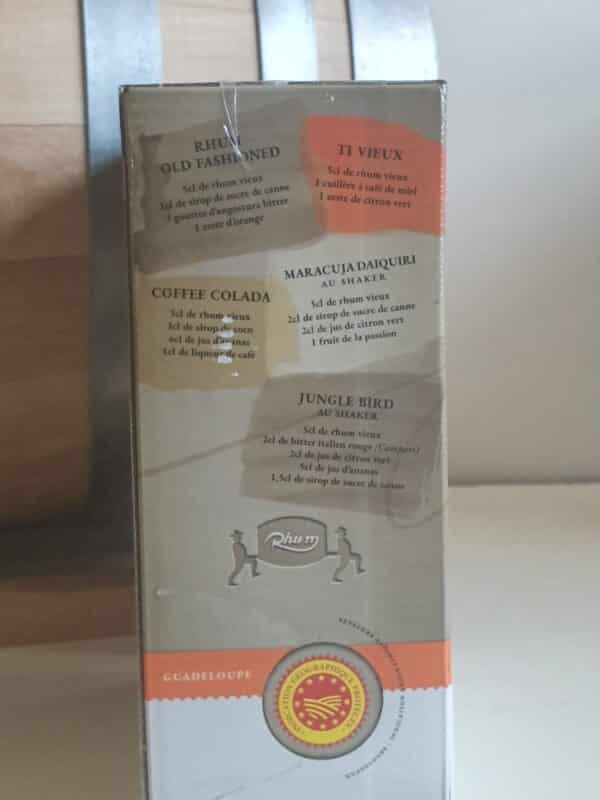 RHUM
OLD FASHIONED
5cl de rhum vieux
de sirop de sucre de canne
gouttes d'angostura bitter
1 zeste d'orange
TI VIEUX
5cl de rhum vieux
1 cuillère à café de miel
1 zeste de citron vert
COFFEE COLADA
5cl de rhum vieux
3cl de sirop de coco
6cl de jus d'ananas
1cl de liqueur de café
MARACUJA DAIQUIRI
AU SHAKER
5cl de rhum vieux
2cl de sirop de sucre de canne
2cl de jus de citron vert
1 fruit de la passion
JUNGLE BIRD
AU SHAKER
5cl de rhum vieux
2cl de bitter italien rouge (Campari)
2cl de jus de citron vert
5cl de jus d'ananas
1,5cl de sirop de sucre de canne
Rhum
GUADELOUPE
INDICATION GÉOGRAPHIQUE PROTÉGÉE